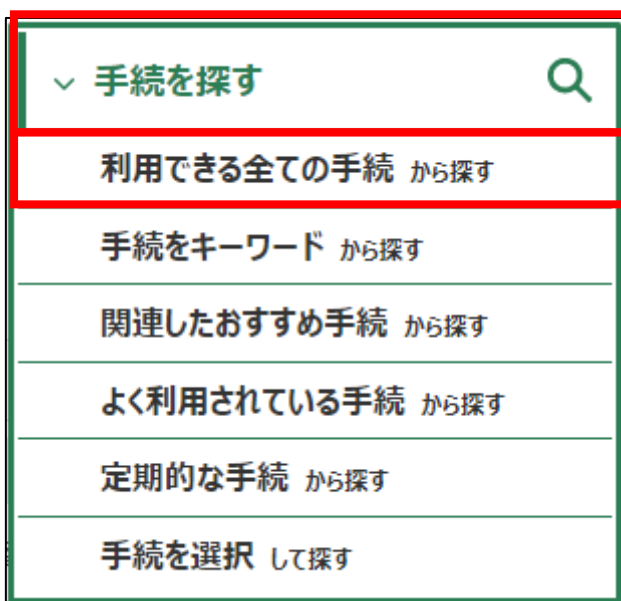 手続を探す
利用できる全ての手続 から探す
手続をキーワード から探す
関連したおすすめ手続 から探す
よく利用されている手続 から探す
定期的な手続 から探す
手続を選択 して探す